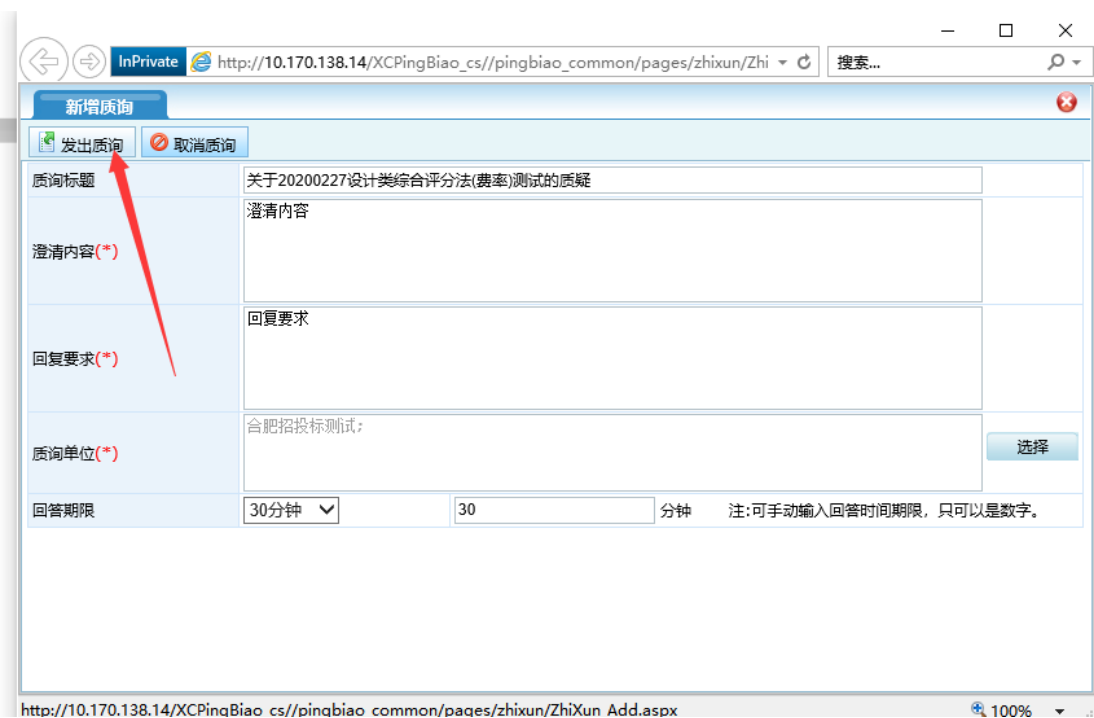 InPrivate http://10.170.138.14/XCPingBiao_cs//pingbiao_common/pages/zhixun/Zhi 搜索...
新增质询
发出质询 取消质询
质询标题 关于20200227设计类综合评分法(费率)测试的质疑
澄清内容(*) 澄清内容
回复要求(*) 回复要求
质询单位(*) 合肥招投标测试; 选择
回答期限 30分钟 30 分钟 注:可手动输入回答时间期限，只可以是数字。
http://10.170.138.14/XCPingBiao_cs//pingbiao_common/pages/zhixun/ZhiXun_Add.aspx 100%